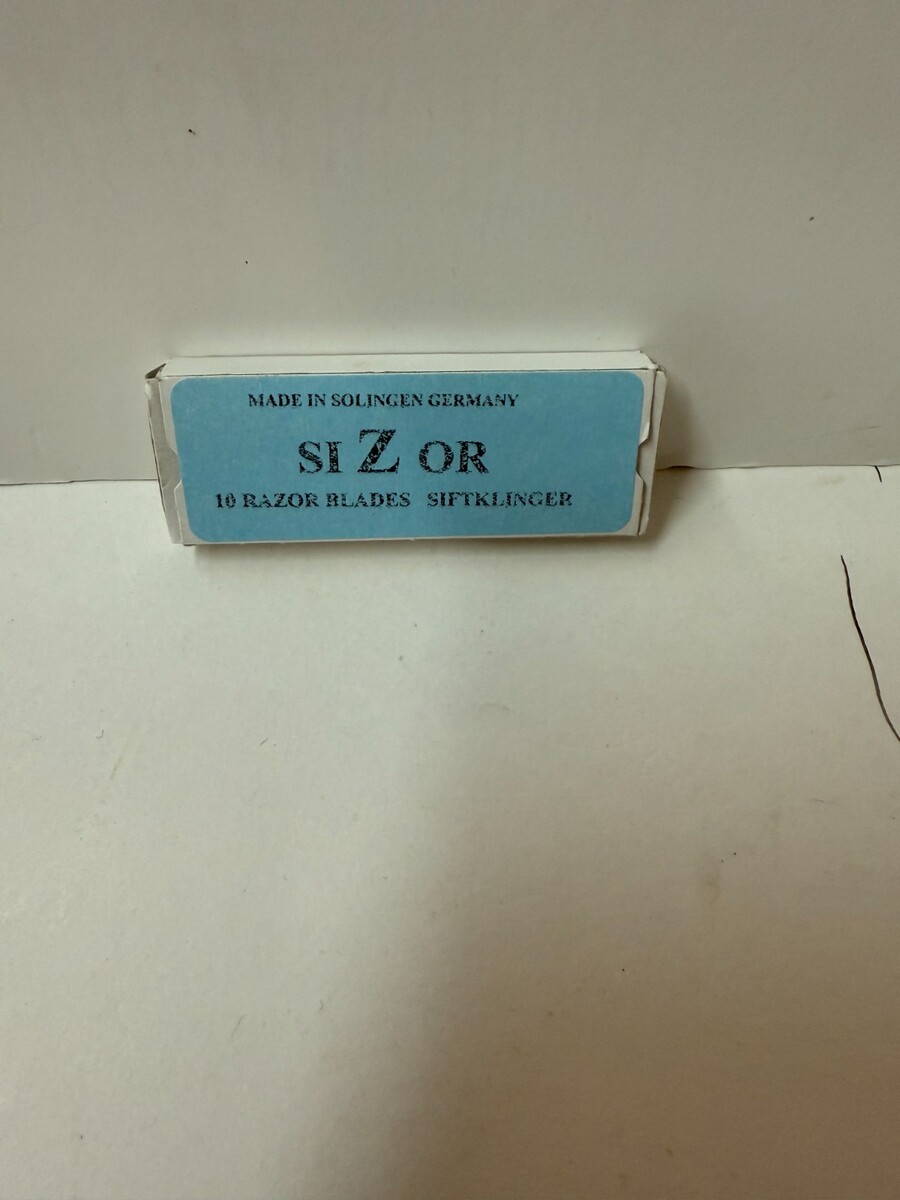 MADE IN SOLINGEN GERMANY
SI Z OR
10 RAZOR BLADES SIFTKLINGER